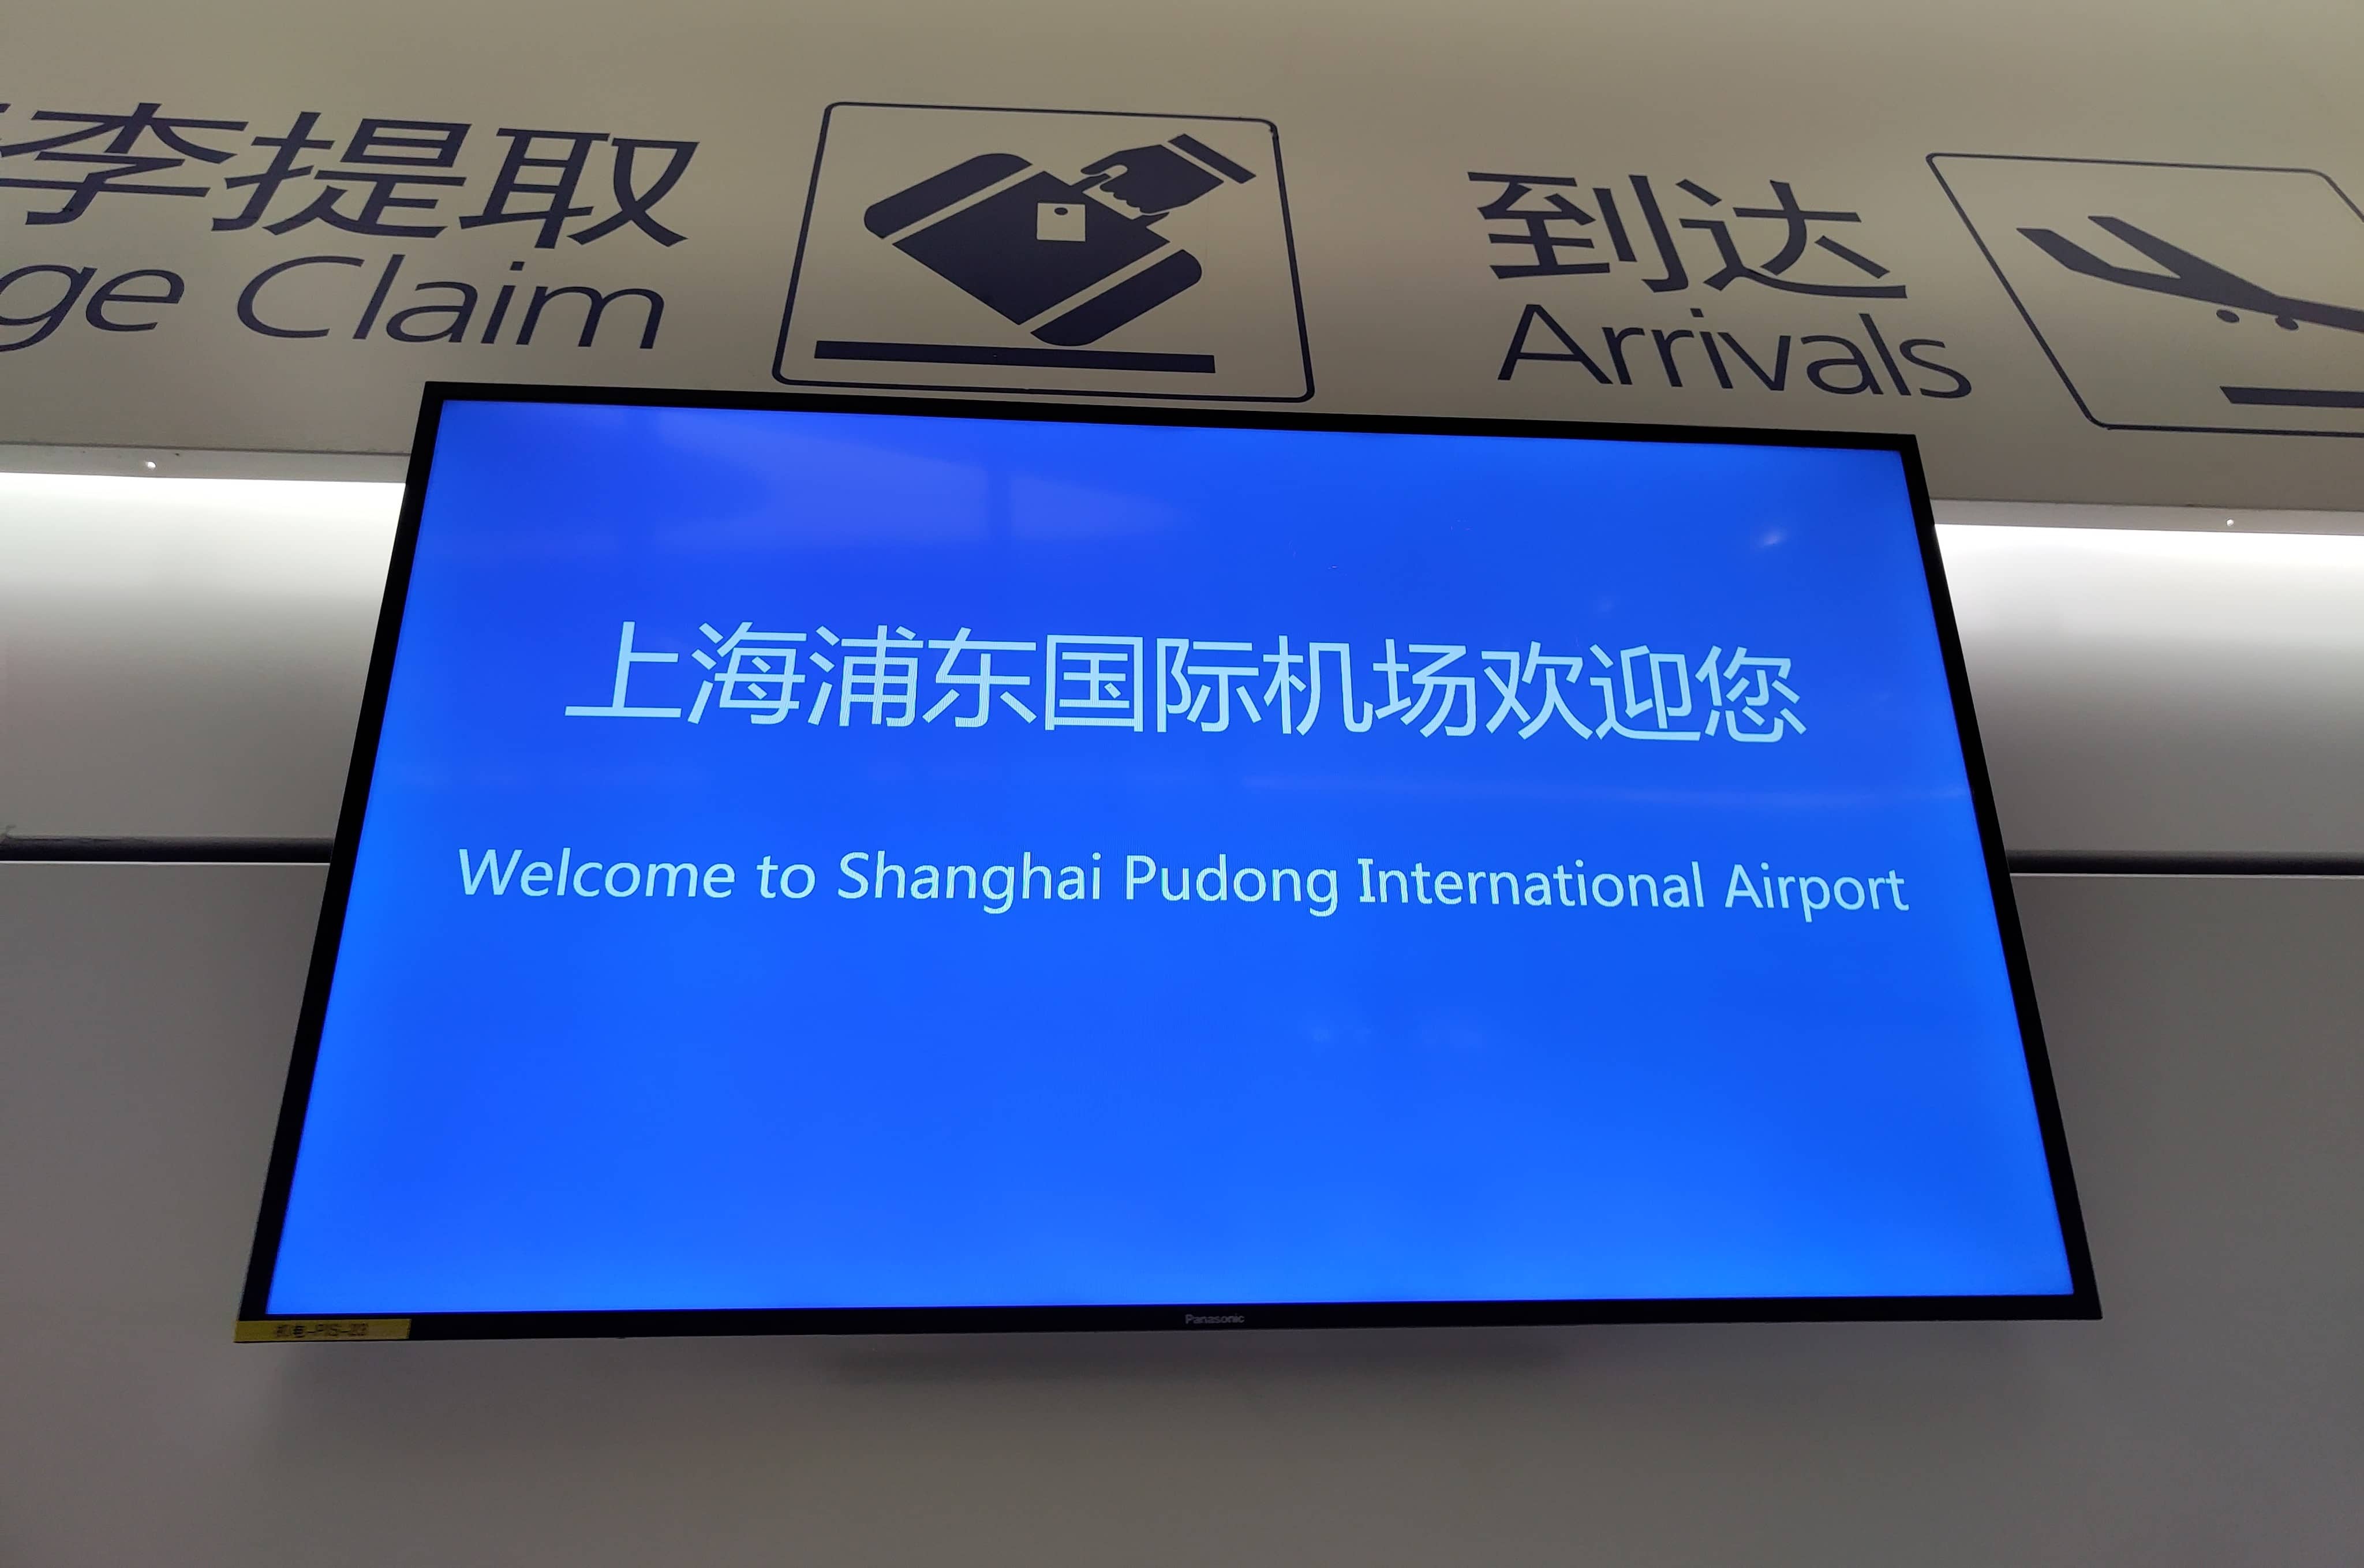 李提取
ge Claim
到达
Arrivals
上海浦东国际机场欢迎您
Welcome to Shanghai Pudong International Airport
Panasonic